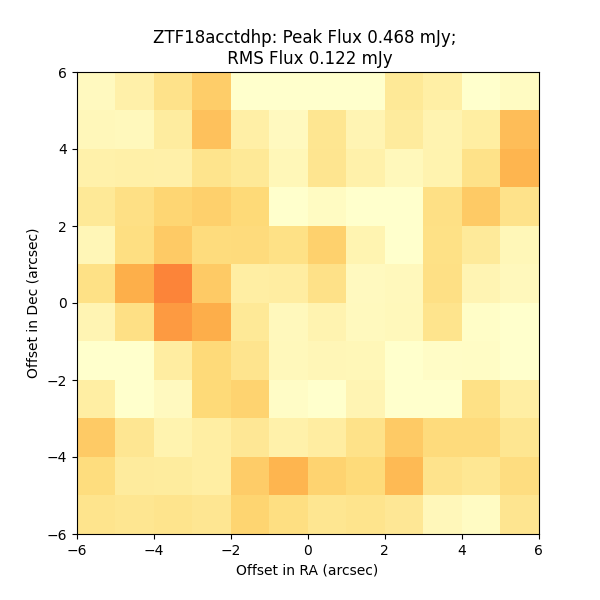 ZTF18acctdhp: Peak Flux 0.468 mJy;
RMS Flux 0.122 mJy
6
4
2
0
−2
−4
−6
Offset in Dec (arcsec)
−6 −4 −2 0 2 4 6
Offset in RA (arcsec)